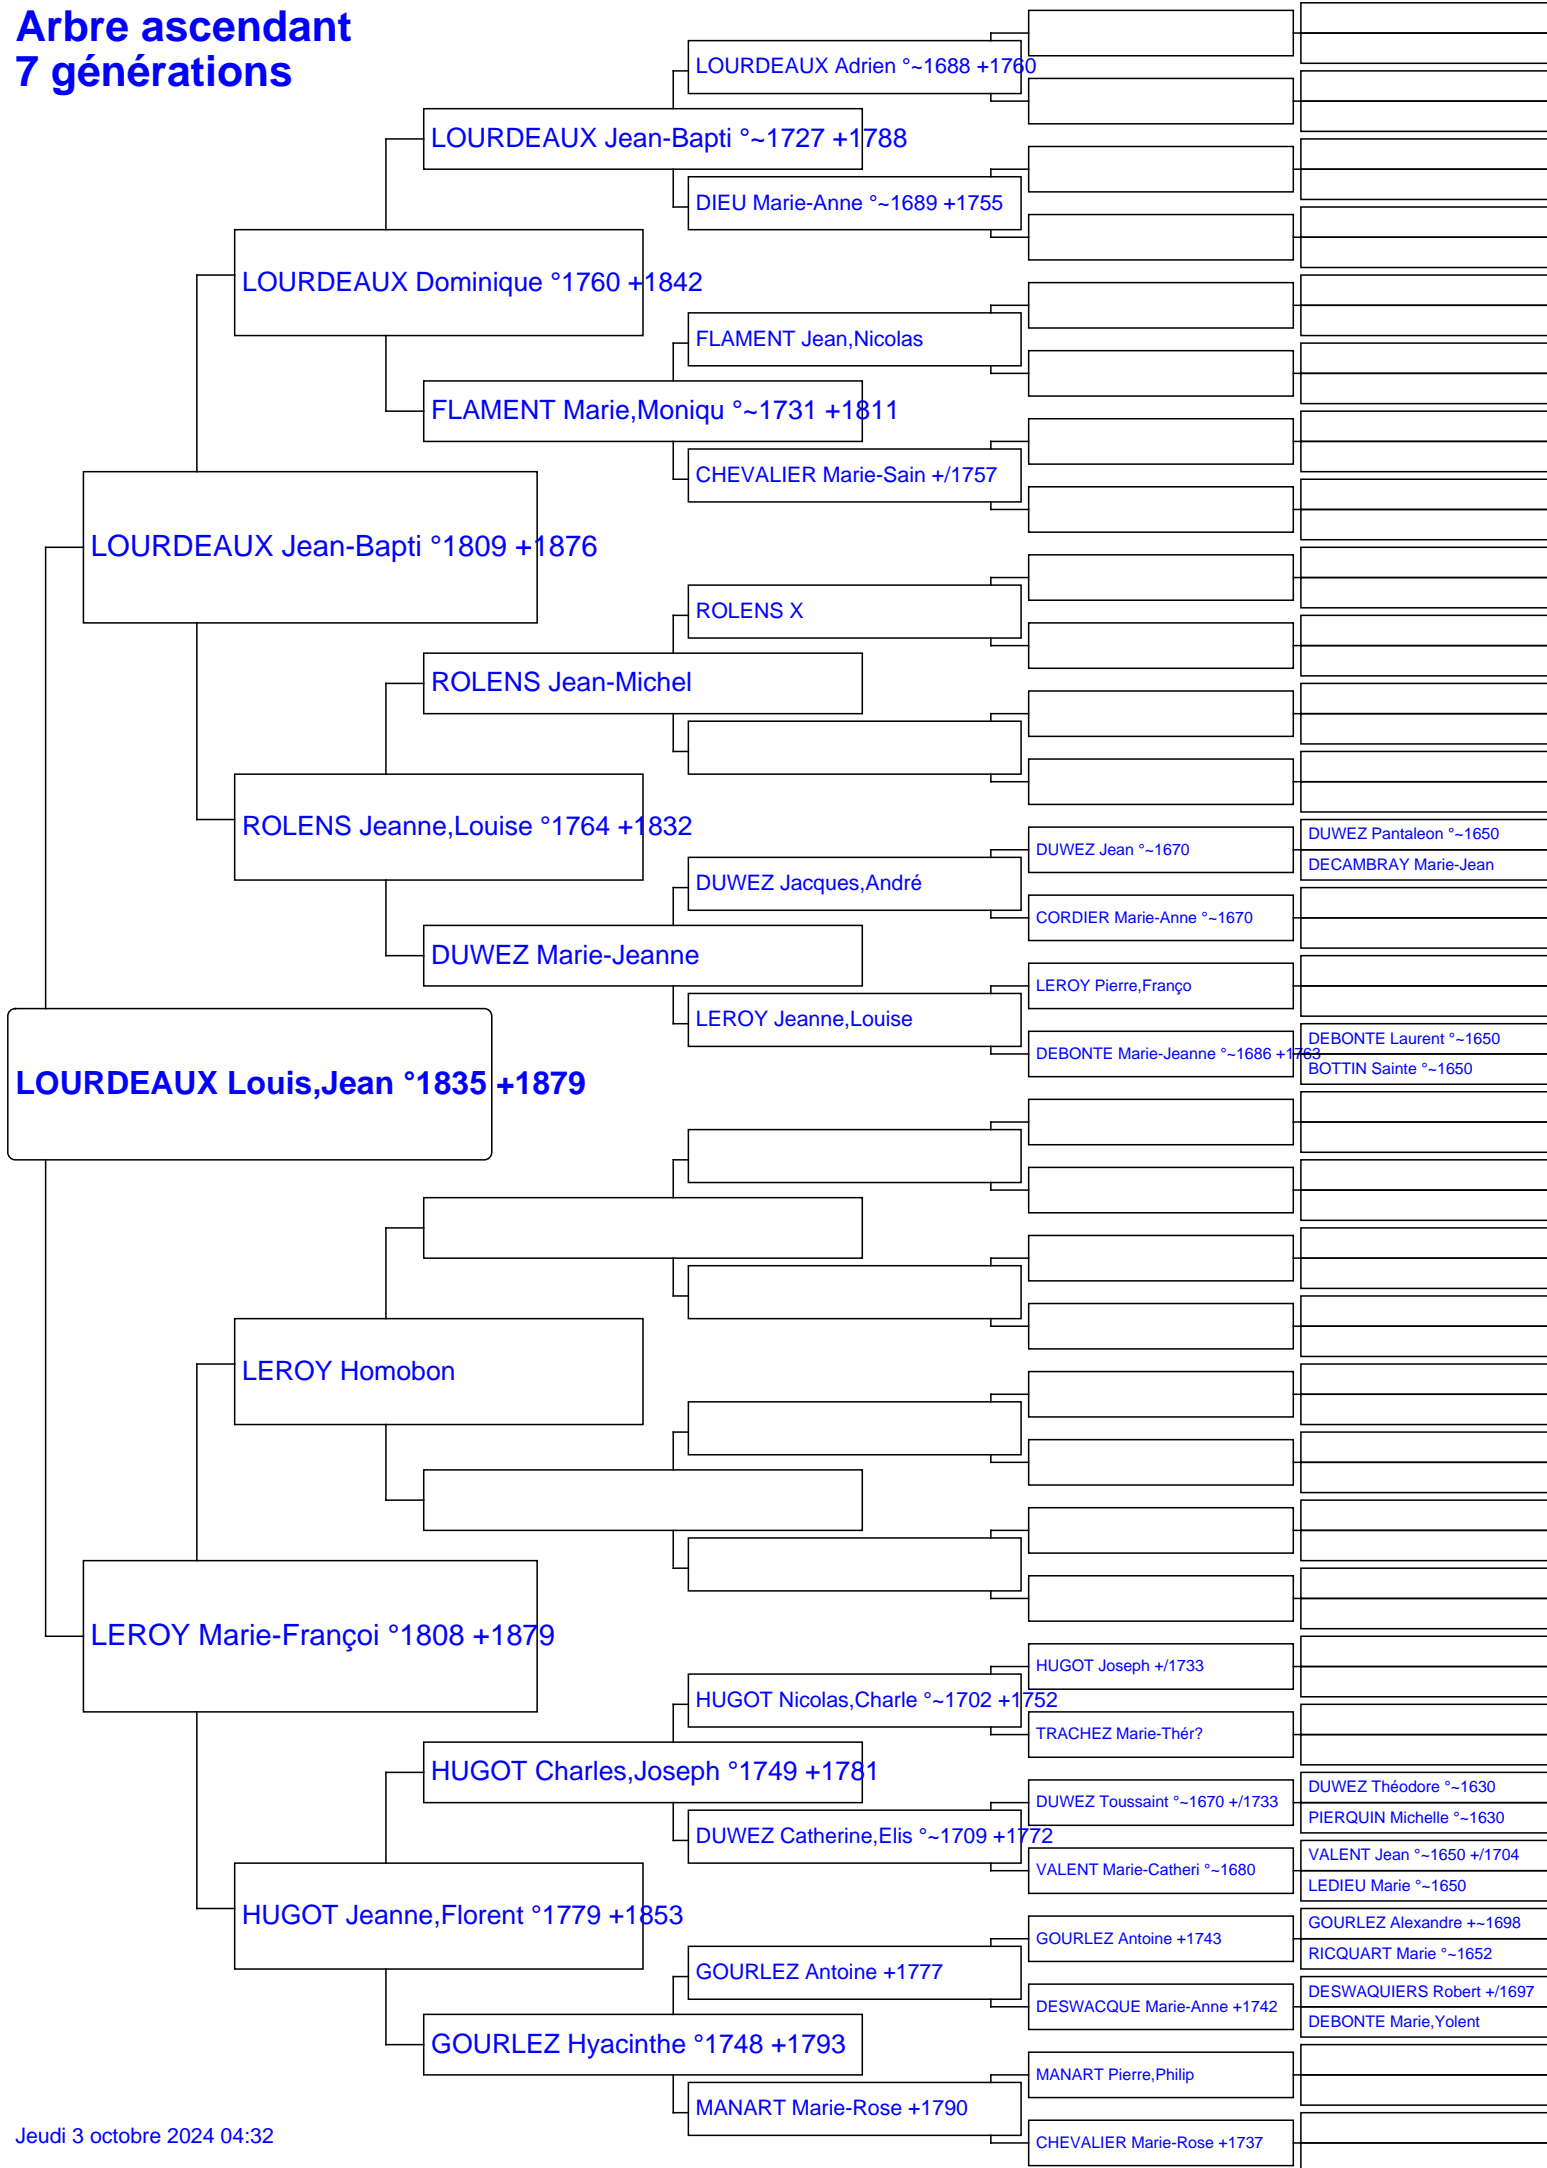 Arbre ascendant
7 générations
LOURDEAUX Adrien °~1688 +1760
LOURDEAUX Jean-Bapti °~1727 +1788
DIEU Marie-Anne °~1689 +1755
LOURDEAUX Dominique °1760 +1842
FLAMENT Jean,Nicolas
FLAMENT Marie,Moniqu °~1731 +1811
CHEVALIER Marie-Sain +/1757
LOURDEAUX Jean-Bapti °1809 +1876
ROLENS X
ROLENS Jean-Michel
ROLENS Jeanne,Louise °1764 +1832
DUWEZ Pantaleon °~1650
DUWEZ Jean °~1670
DECAMBRAY Marie-Jean
DUWEZ Jacques,André
CORDIER Marie-Anne °~1670
DUWEZ Marie-Jeanne
LEROY Pierre,Franço
LEROY Jeanne,Louise
DEBONTE Laurent °~1650
DEBONTE Marie-Jeanne °~1686 +1763
BOTTIN Sainte °~1650
LOURDEAUX Louis,Jean °1835 +1879
LEROY Homobon
LEROY Marie-Françoi °1808 +1879
HUGOT Joseph +/1733
HUGOT Nicolas,Charle °~1702 +1752
TRACHEZ Marie-Thér?
HUGOT Charles,Joseph °1749 +1781
DUWEZ Théodore °~1630
DUWEZ Toussaint °~1670 +/1733
PIERQUIN Michelle °~1630
DUWEZ Catherine,Elis °~1709 +1772
VALENT Jean °~1650 +/1704
VALENT Marie-Catheri °~1680
LEDIEU Marie °~1650
HUGOT Jeanne,Florent °1779 +1853
GOURLEZ Alexandre +~1698
GOURLEZ Antoine +1743
RICQUART Marie °~1652
GOURLEZ Antoine +1777
DESWAQUIERS Robert +/1697
DESWACQUE Marie-Anne +1742
DEBONTE Marie,Yolent
GOURLEZ Hyacinthe °1748 +1793
MANART Pierre,Philip
MANART Marie-Rose +1790
CHEVALIER Marie-Rose +1737
Jeudi 3 octobre 2024 04:32